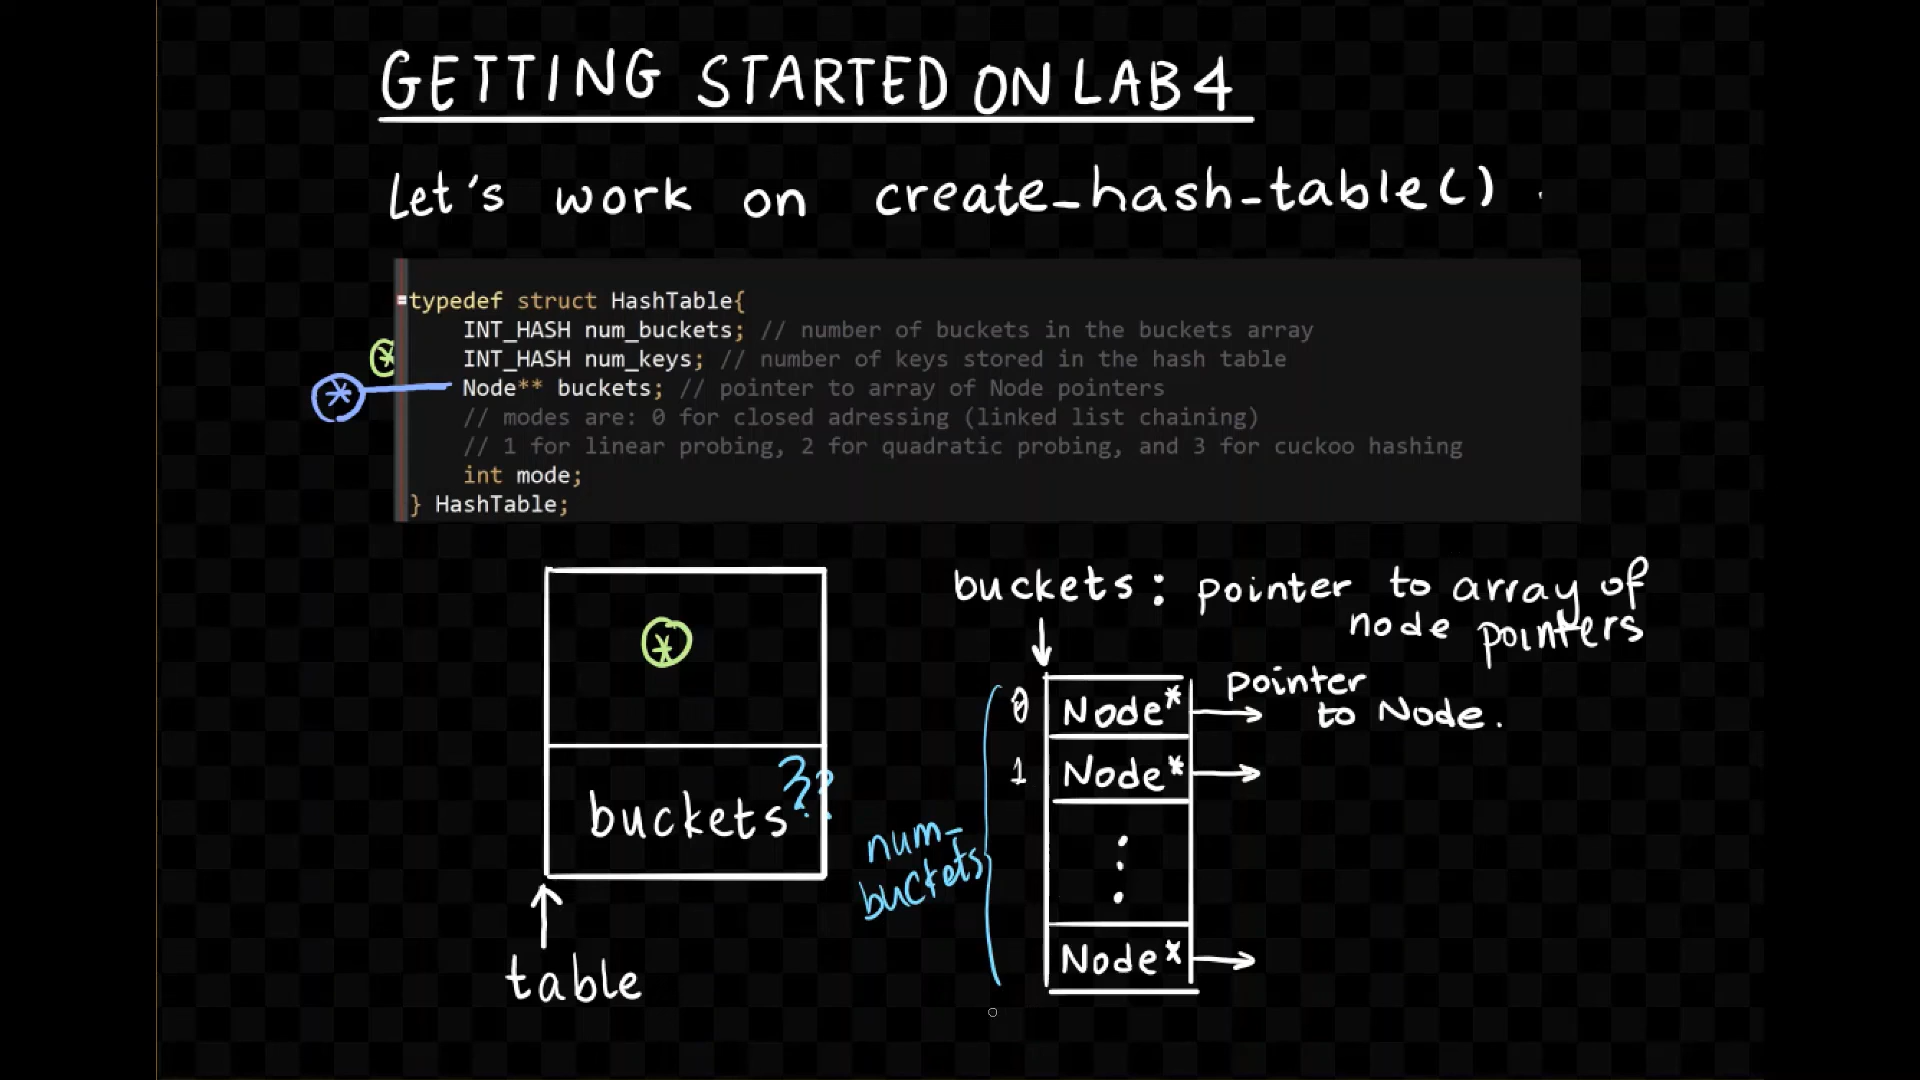 GETTING STARTED ON LAB 4
Let's work on create_hash_table() .
typedef struct HashTable{
INT_HASH num_buckets; // number of buckets in the buckets array
INT_HASH num_keys; // number of keys stored in the hash table
Node** buckets; // pointer to array of Node pointers
// modes are: 0 for closed adressing (linked list chaining)
// 1 for linear probing, 2 for quadratic probing, and 3 for cuckoo hashing
int mode;
} HashTable;
*
*
*
buckets ??
table
buckets: pointer to array of
node pointers
num_
buckets
0 Node* pointer
to Node.
1 Node*
⋮
Node*